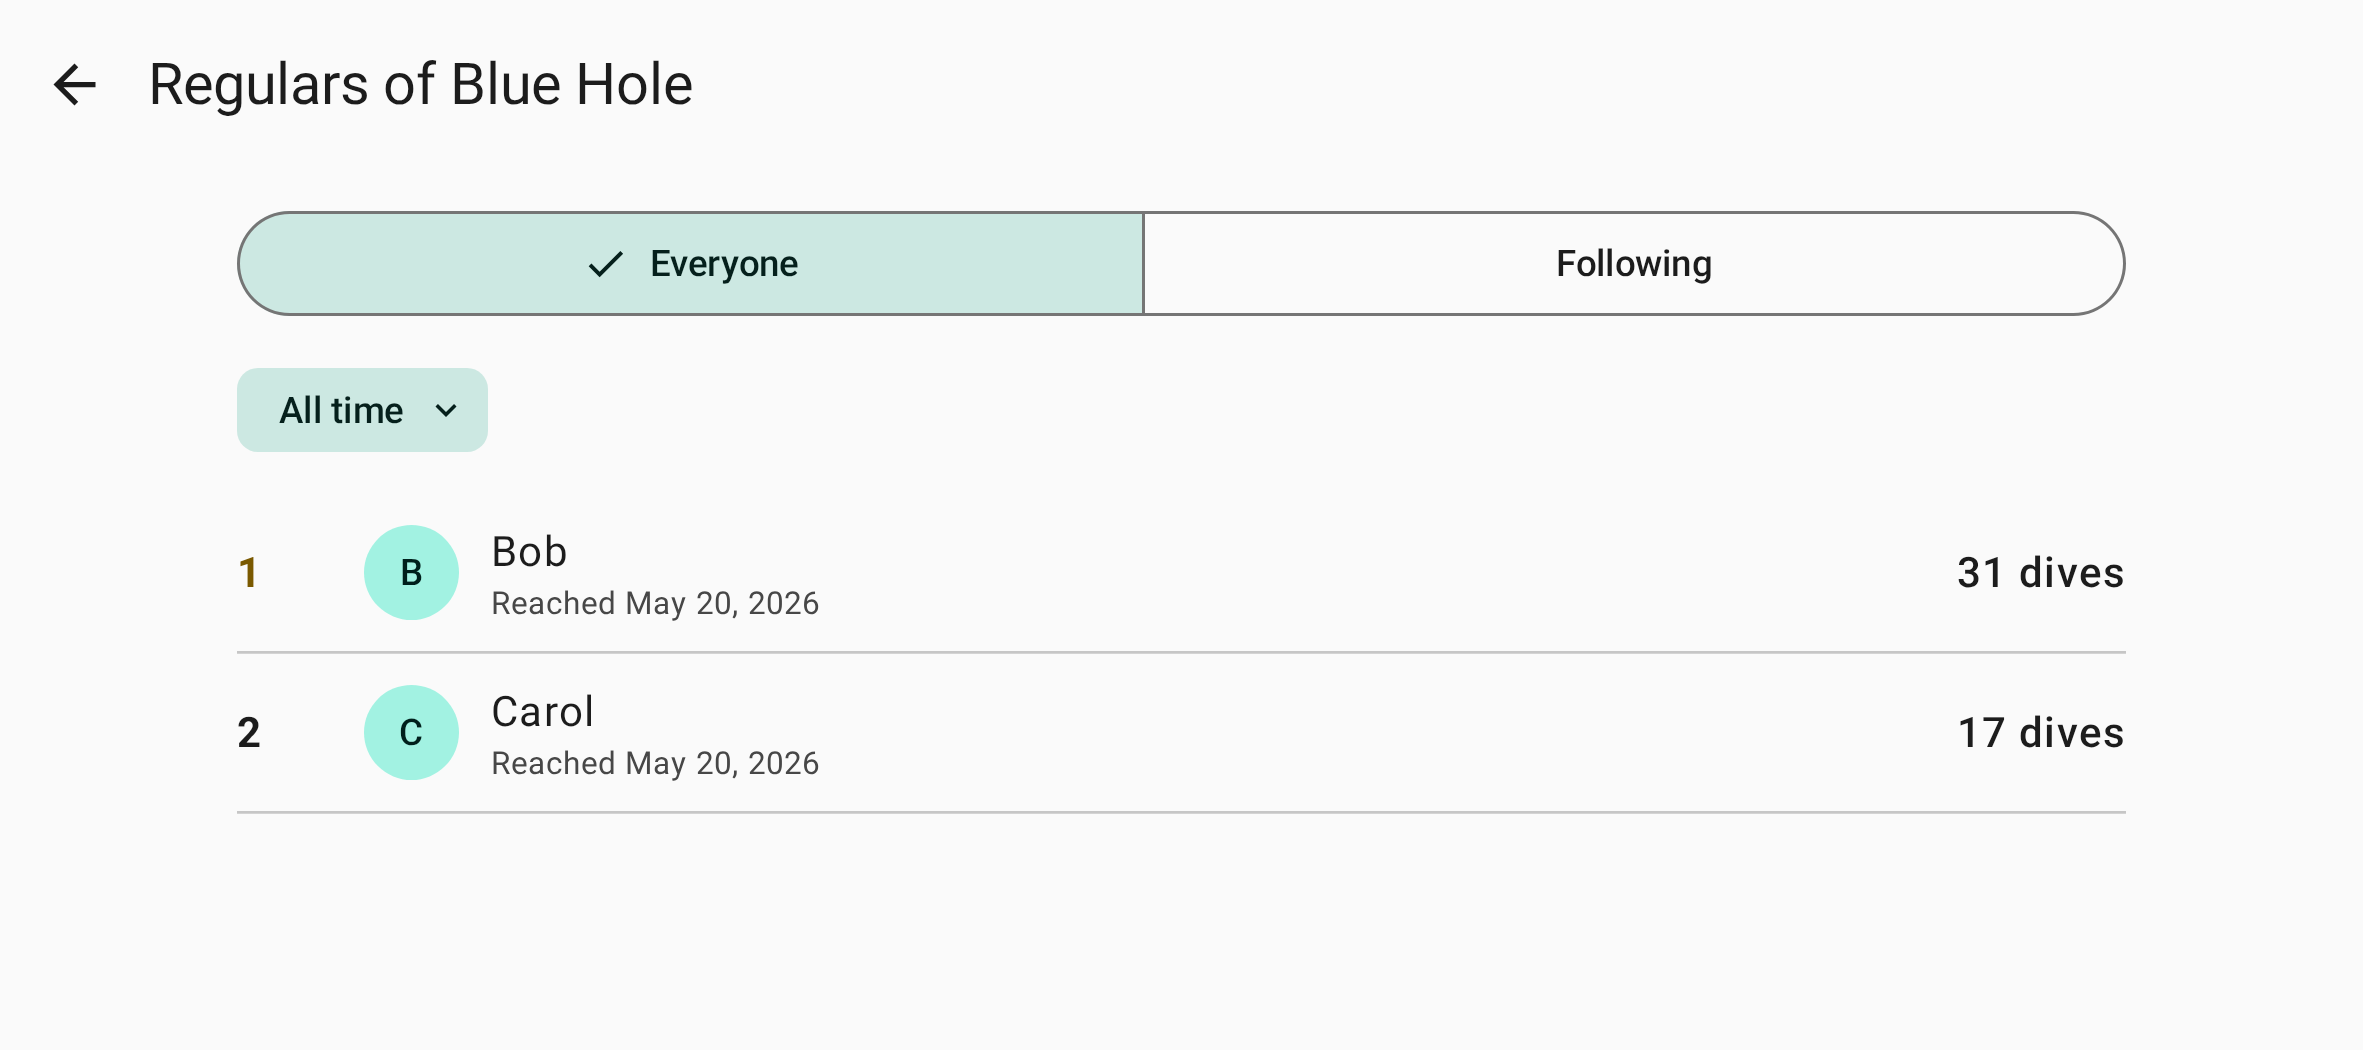 Regulars of Blue Hole
Everyone
Following
All time
1
B
Bob
Reached May 20, 2026
31 dives
2
C
Carol
Reached May 20, 2026
17 dives